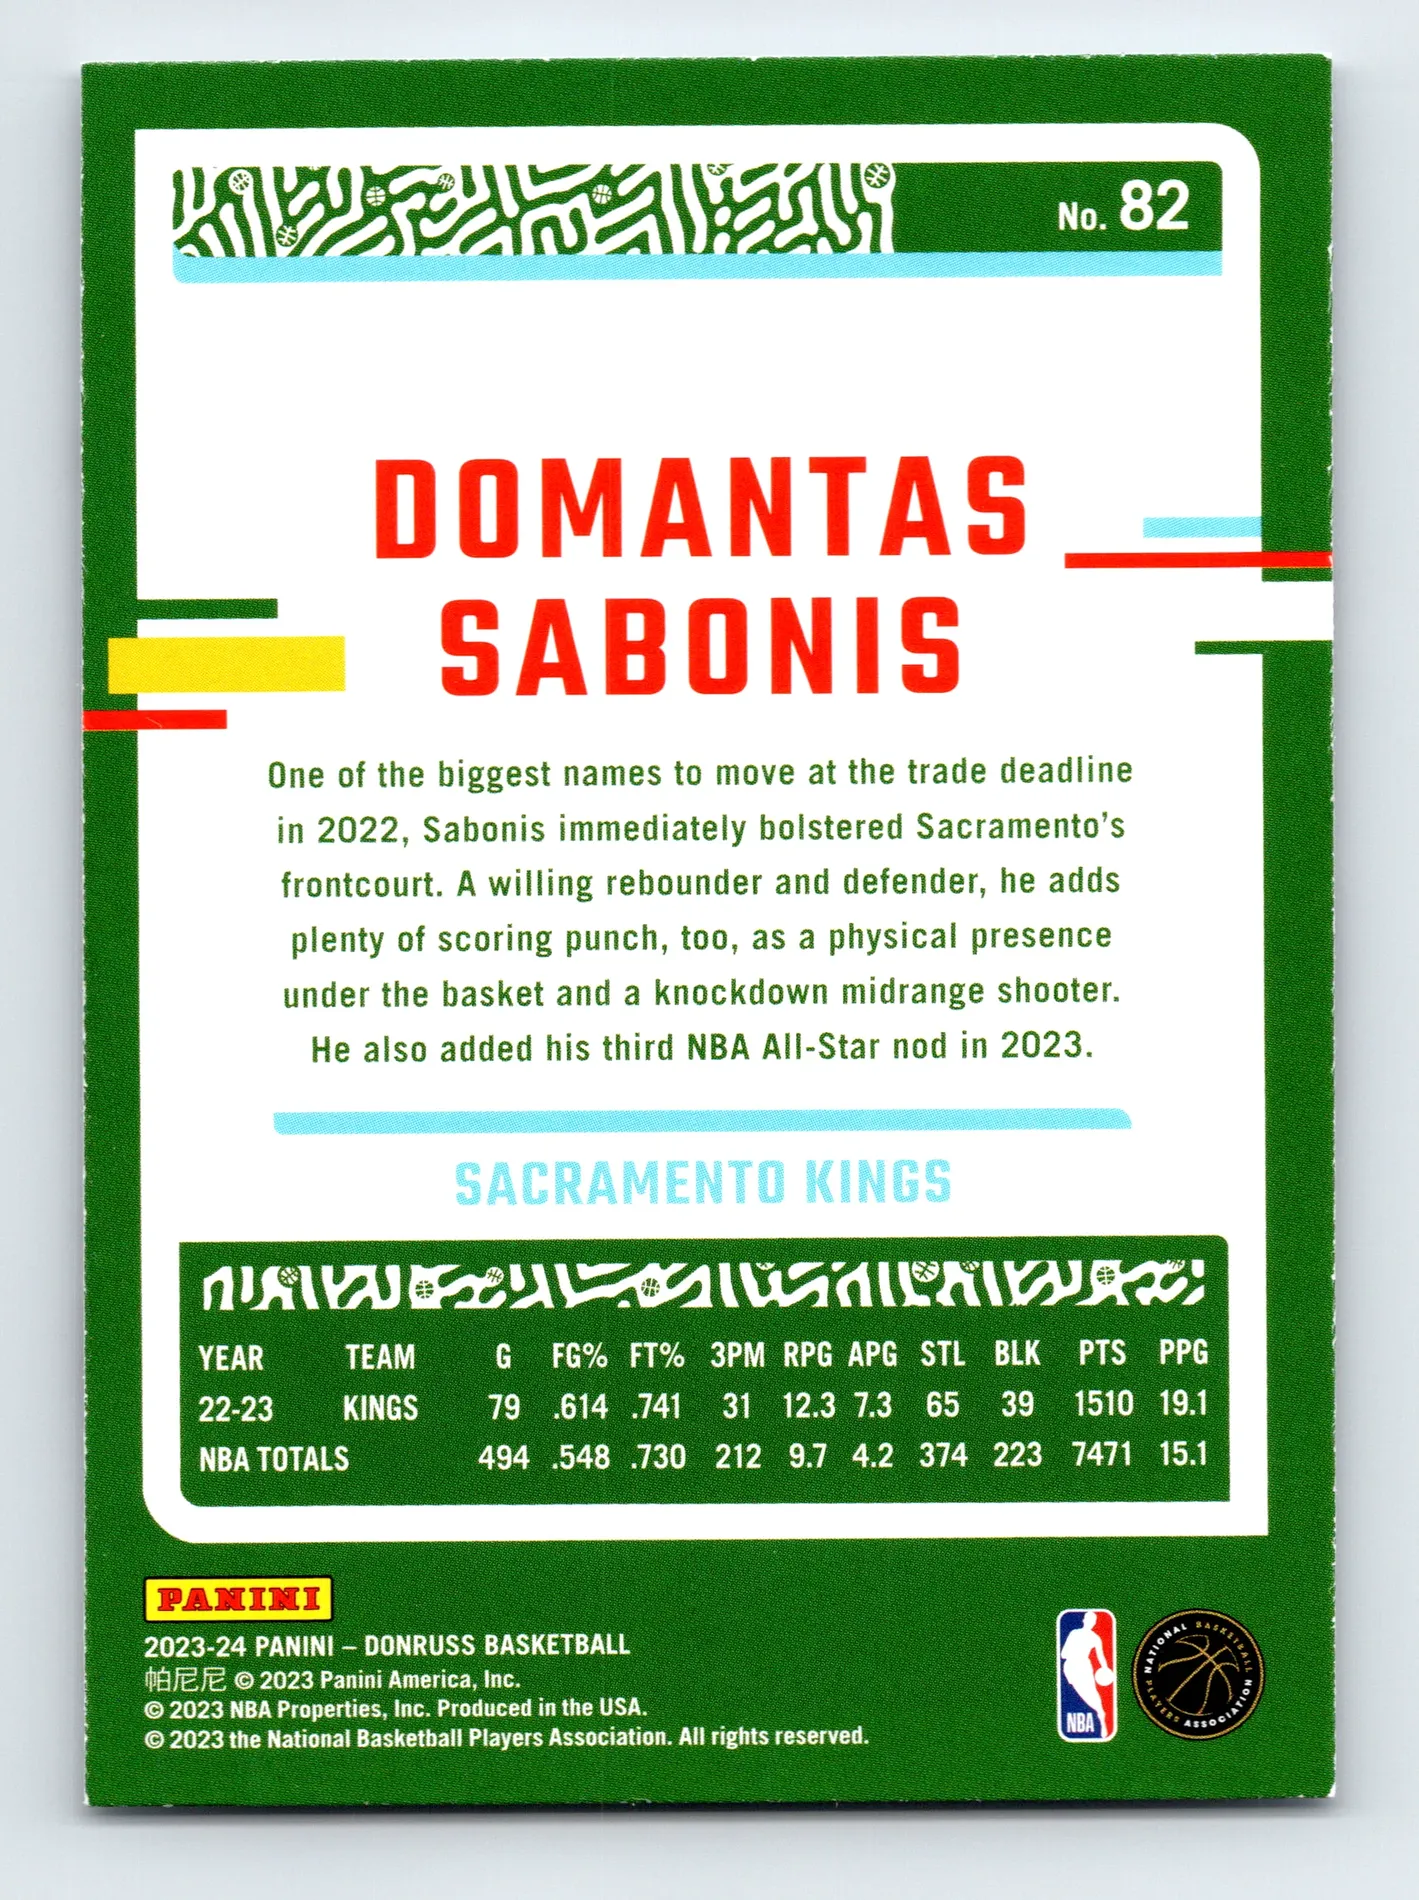 No. 82
DOMANTAS
SABONIS
One of the biggest names to move at the trade deadline
in 2022, Sabonis immediately bolstered Sacramento's
frontcourt. A willing rebounder and defender, he adds
plenty of scoring punch, too, as a physical presence
under the basket and a knockdown midrange shooter.
He also added his third NBA All-Star nod in 2023.
SACRAMENTO KINGS
YEAR TEAM G FG% FT% 3PM RPG APG STL BLK PTS PPG
22-23 KINGS 79 .614 .741 31 12.3 7.3 65 39 1510 19.1
NBA TOTALS 494 .548 .730 212 9.7 4.2 374 223 7471 15.1
PANINI
2023-24 PANINI – DONRUSS BASKETBALL
帕尼尼 © 2023 Panini America, Inc.
© 2023 NBA Properties, Inc. Produced in the USA.
© 2023 the National Basketball Players Association. All rights reserved.
NBA
NATIONAL BASKETBALL PLAYERS ASSOCIATION